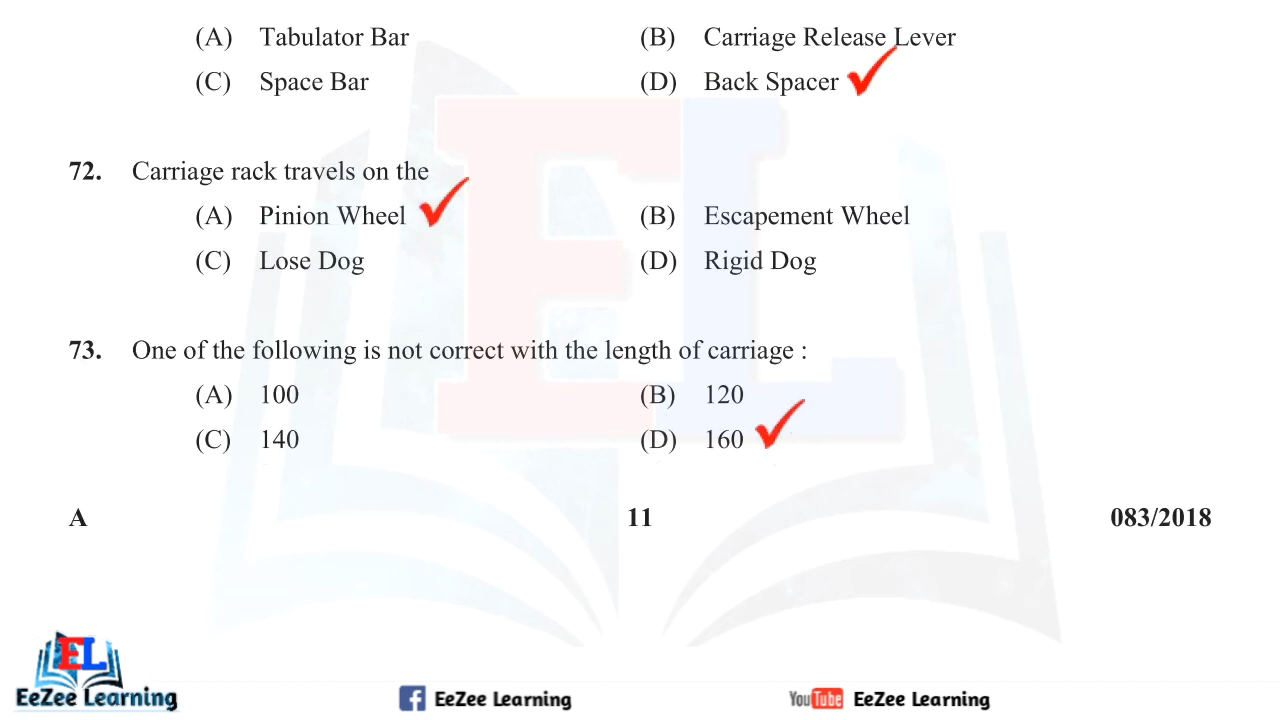 (A) Tabulator Bar (B) Carriage Release Lever
(C) Space Bar (D) Back Spacer
72. Carriage rack travels on the
(A) Pinion Wheel (B) Escapement Wheel
(C) Lose Dog (D) Rigid Dog
73. One of the following is not correct with the length of carriage :
(A) 100 (B) 120
(C) 140 (D) 160
A 11 083/2018
EL
EL
EeZee Learning
f EeZee Learning
YouTube EeZee Learning